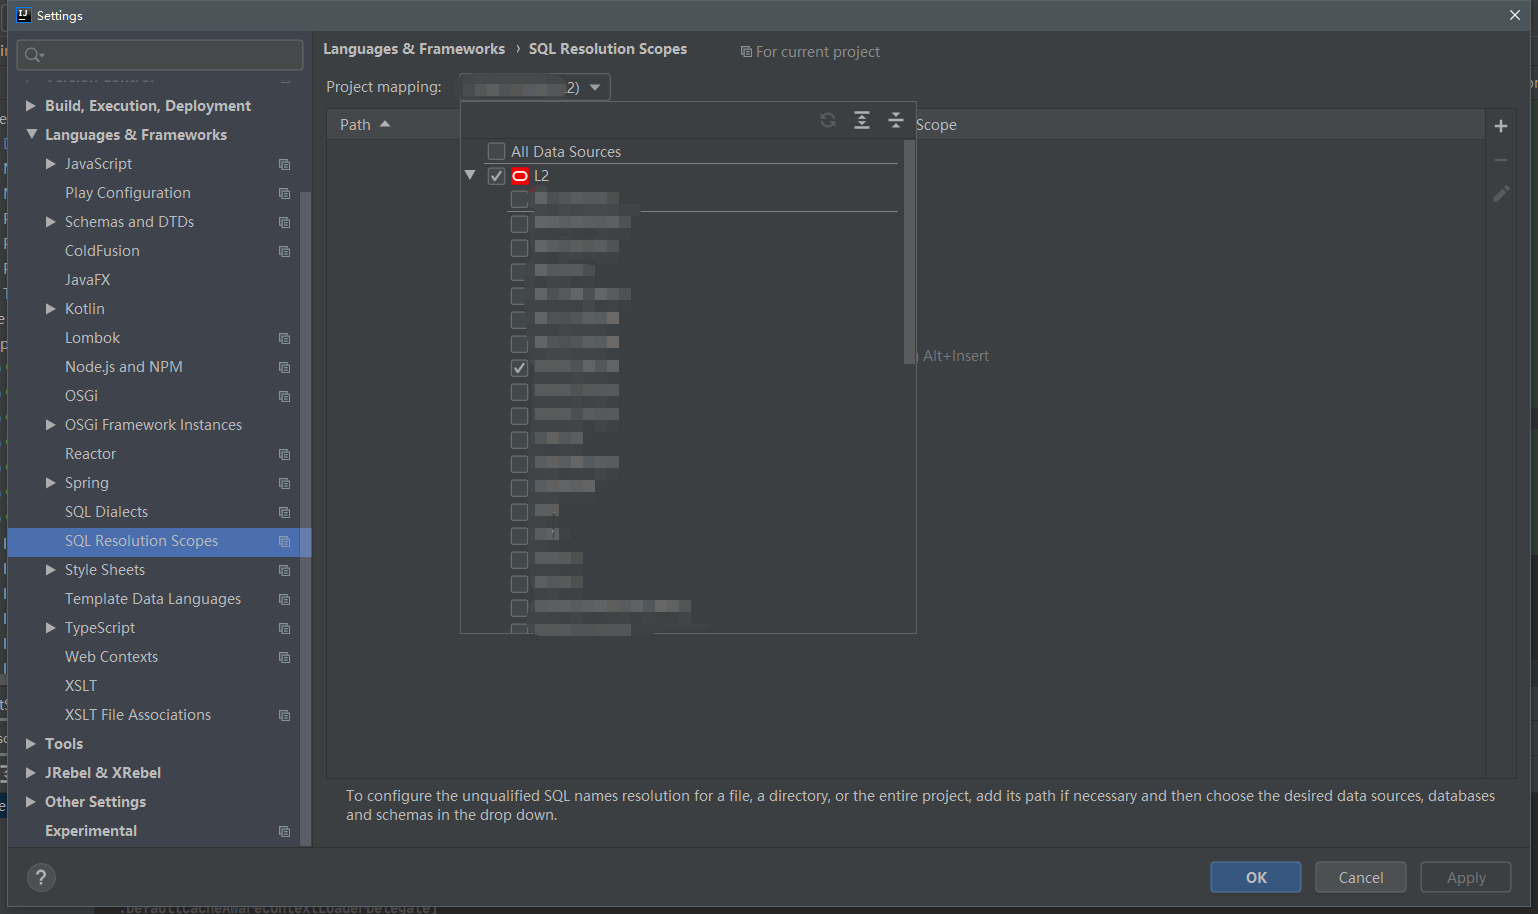 Settings
Languages & Frameworks › SQL Resolution Scopes
For current project
Project mapping:
2)
Path
Scope
All Data Sources
L2
Alt+Insert
Build, Execution, Deployment
Languages & Frameworks
JavaScript
Play Configuration
Schemas and DTDs
ColdFusion
JavaFX
Kotlin
Lombok
Node.js and NPM
OSGi
OSGi Framework Instances
Reactor
Spring
SQL Dialects
SQL Resolution Scopes
Style Sheets
Template Data Languages
TypeScript
Web Contexts
XSLT
XSLT File Associations
Tools
JRebel & XRebel
Other Settings
Experimental
To configure the unqualified SQL names resolution for a file, a directory, or the entire project, add its path if necessary and then choose the desired data sources, databases
and schemas in the drop down.
?
OK
Cancel
Apply